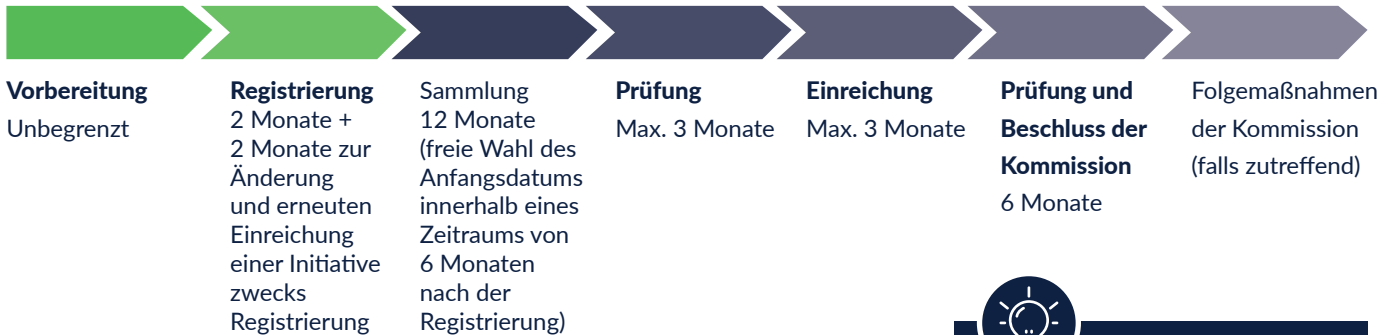 Vorbereitung
Unbegrenzt
Registrierung
2 Monate +
2 Monate zur
Änderung
und erneuten
Einreichung
einer Initiative
zwecks
Registrierung
Sammlung
12 Monate
(freie Wahl des
Anfangsdatums
innerhalb eines
Zeitraums von
6 Monaten
nach der
Registrierung)
Prüfung
Max. 3 Monate
Einreichung
Max. 3 Monate
Prüfung und
Beschluss der
Kommission
6 Monate
Folgemaßnahmen
der Kommission
(falls zutreffend)